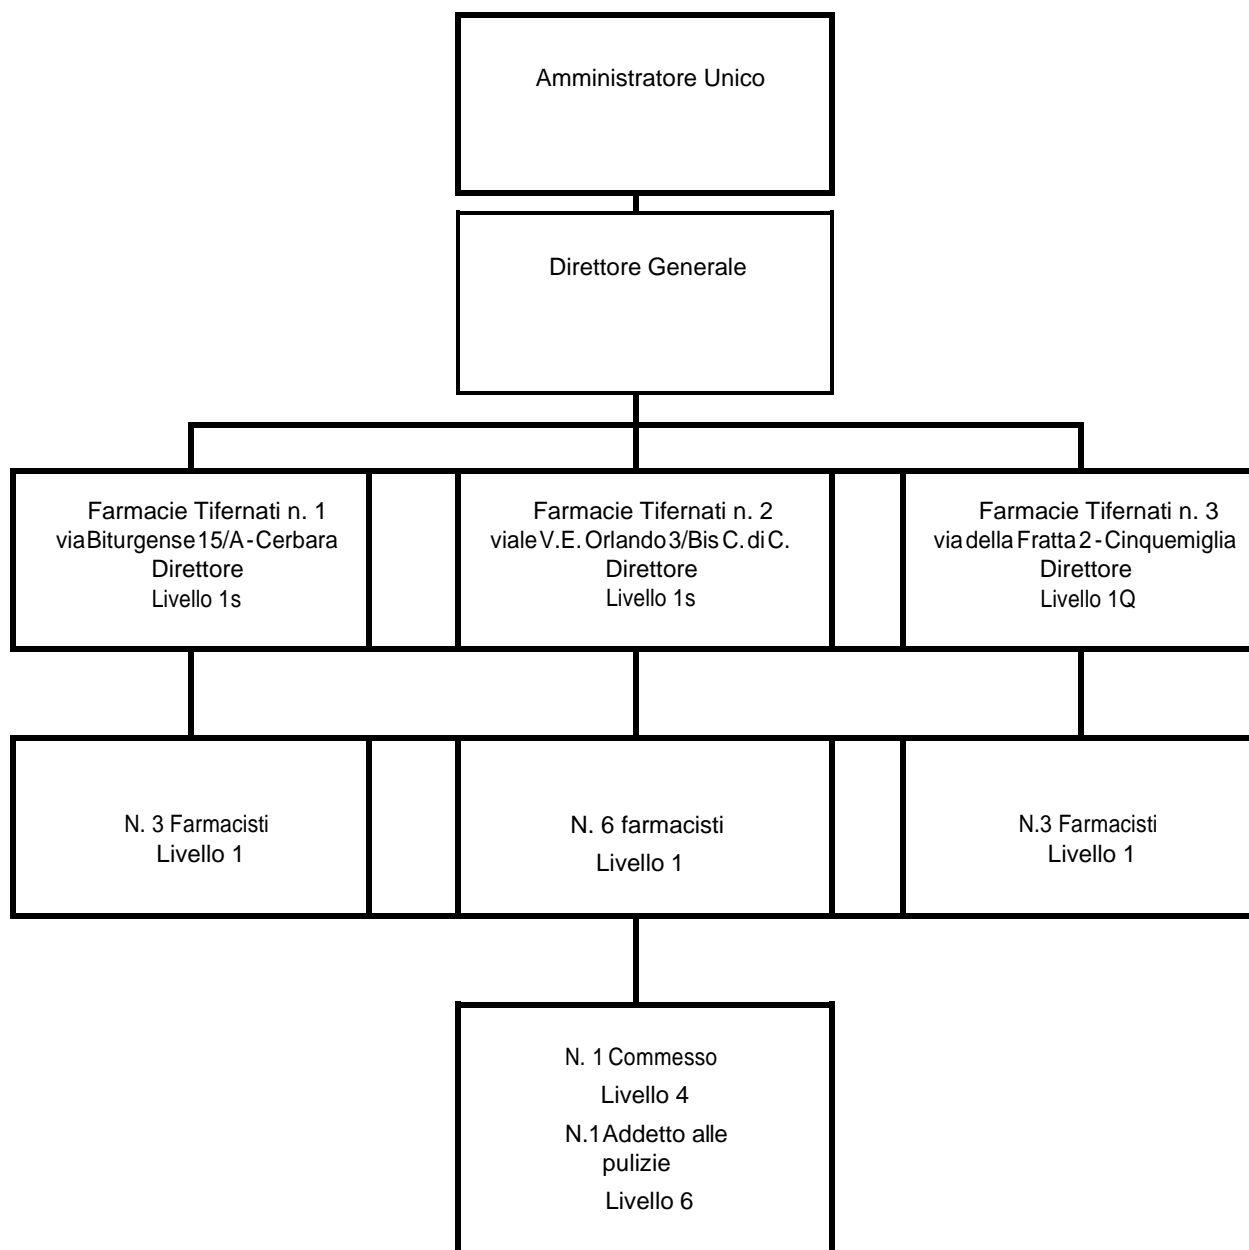 Amministratore Unico
Direttore Generale
Farmacie Tifernati n. 1
via Biturgense 15/A - Cerbara
Direttore
Livello 1s
Farmacie Tifernati n. 2
viale V.E. Orlando 3/Bis C. di C.
Direttore
Livello 1s
Farmacie Tifernati n. 3
via della Fratta 2 - Cinquemiglia
Direttore
Livello 1Q
N. 3 Farmacisti
Livello 1
N. 6 farmacisti
Livello 1
N.3 Farmacisti
Livello 1
N. 1 Commesso
Livello 4
N.1 Addetto alle
pulizie
Livello 6